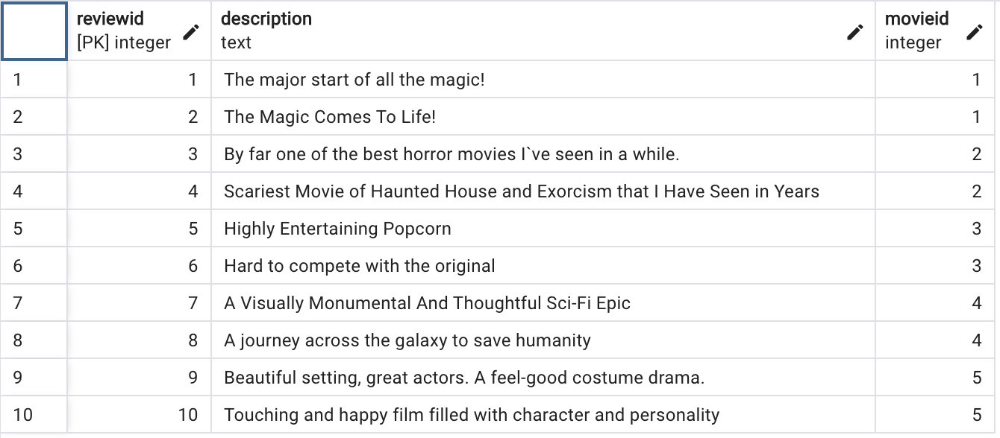 reviewid description movieid
[PK] integer text integer
1 1 The major start of all the magic! 1
2 2 The Magic Comes To Life! 1
3 3 By far one of the best horror movies I`ve seen in a while. 2
4 4 Scariest Movie of Haunted House and Exorcism that I Have Seen in Years 2
5 5 Highly Entertaining Popcorn 3
6 6 Hard to compete with the original 3
7 7 A Visually Monumental And Thoughtful Sci-Fi Epic 4
8 8 A journey across the galaxy to save humanity 4
9 9 Beautiful setting, great actors. A feel-good costume drama. 5
10 10 Touching and happy film filled with character and personality 5